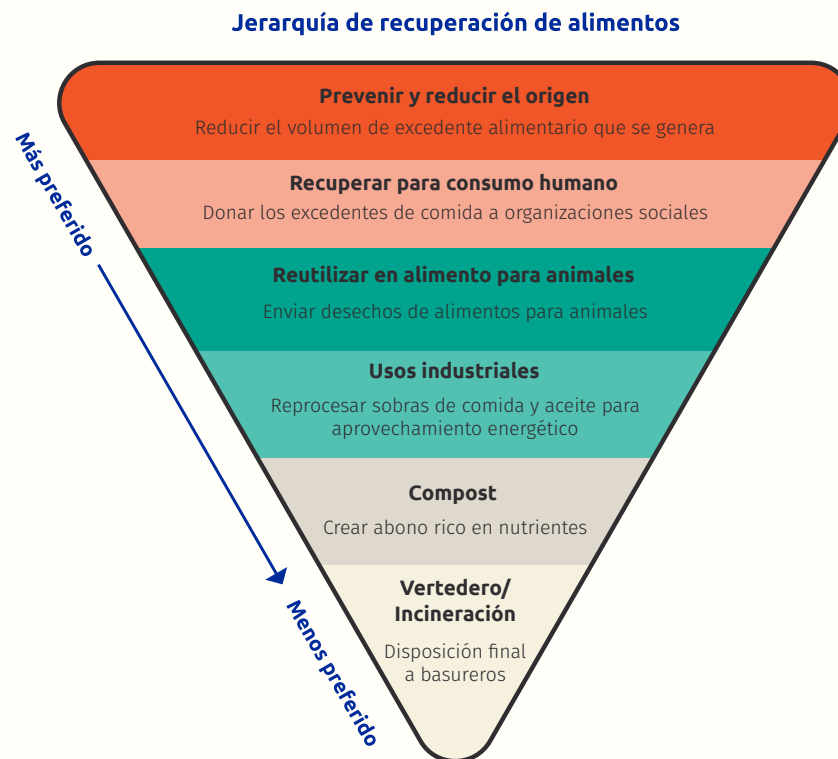 Jerarquía de recuperación de alimentos
Prevenir y reducir el origen
Reducir el volumen de excedente alimentario que se genera
Más preferido
Recuperar para consumo humano
Donar los excedentes de comida a organizaciones sociales
Reutilizar en alimento para animales
Enviar desechos de alimentos para animales
Usos industriales
Reprocesar sobras de comida y aceite para
aprovechamiento energético
Compost
Crear abono rico en nutrientes
Vertedero/
Incineración
Disposición final
a basureros
Menos preferido